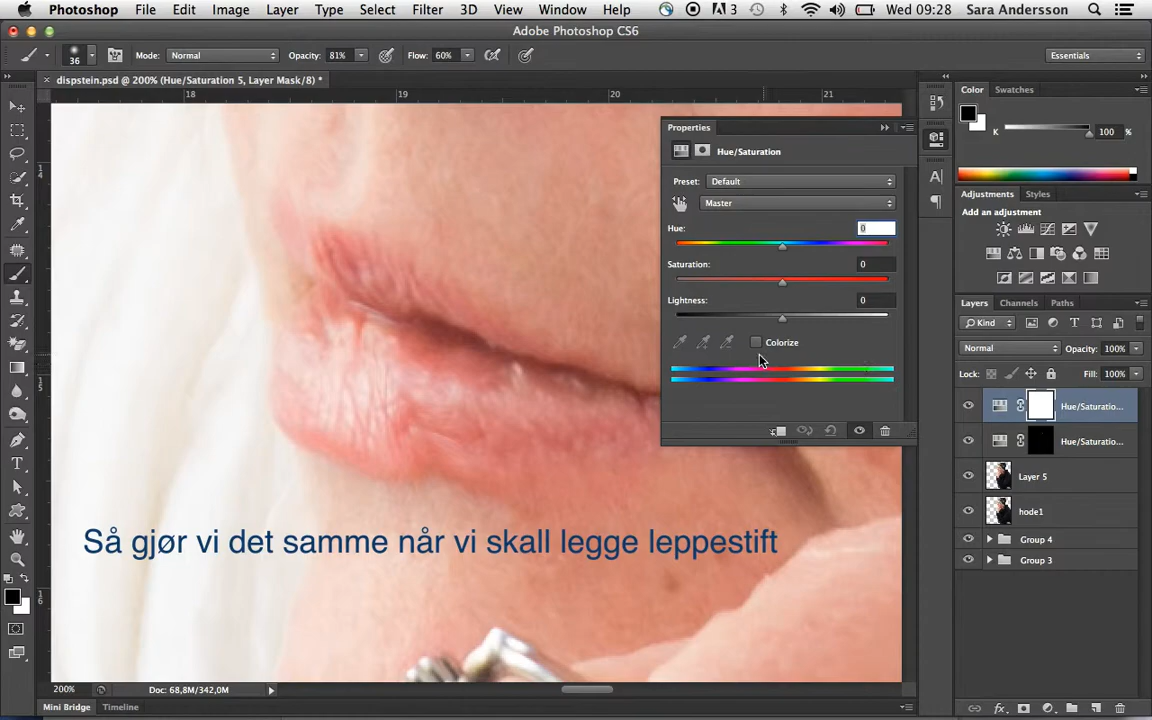 Photoshop File Edit Image Layer Type Select Filter 3D View Window Help 3 Wed 09:28 Sara Andersson
Adobe Photoshop CS6
36 Mode: Normal Opacity: 81% Flow: 60% Essentials
× dispstein.psd @ 200% (Hue/Saturation 5, Layer Mask/8) *
18 19 20 21
14
15
16
Properties
Hue/Saturation
Preset: Default
Master
Hue: 0
Saturation: 0
Lightness: 0
Colorize
Color Swatches
K 100 %
Adjustments Styles
Add an adjustment
Layers Channels Paths
Kind
Normal Opacity: 100%
Lock: Fill: 100%
Hue/Saturatio...
Hue/Saturatio...
Layer 5
hode1
Group 4
Group 3
Så gjør vi det samme når vi skall legge leppestift
200% Doc: 68,8M/342,0M
Mini Bridge Timeline